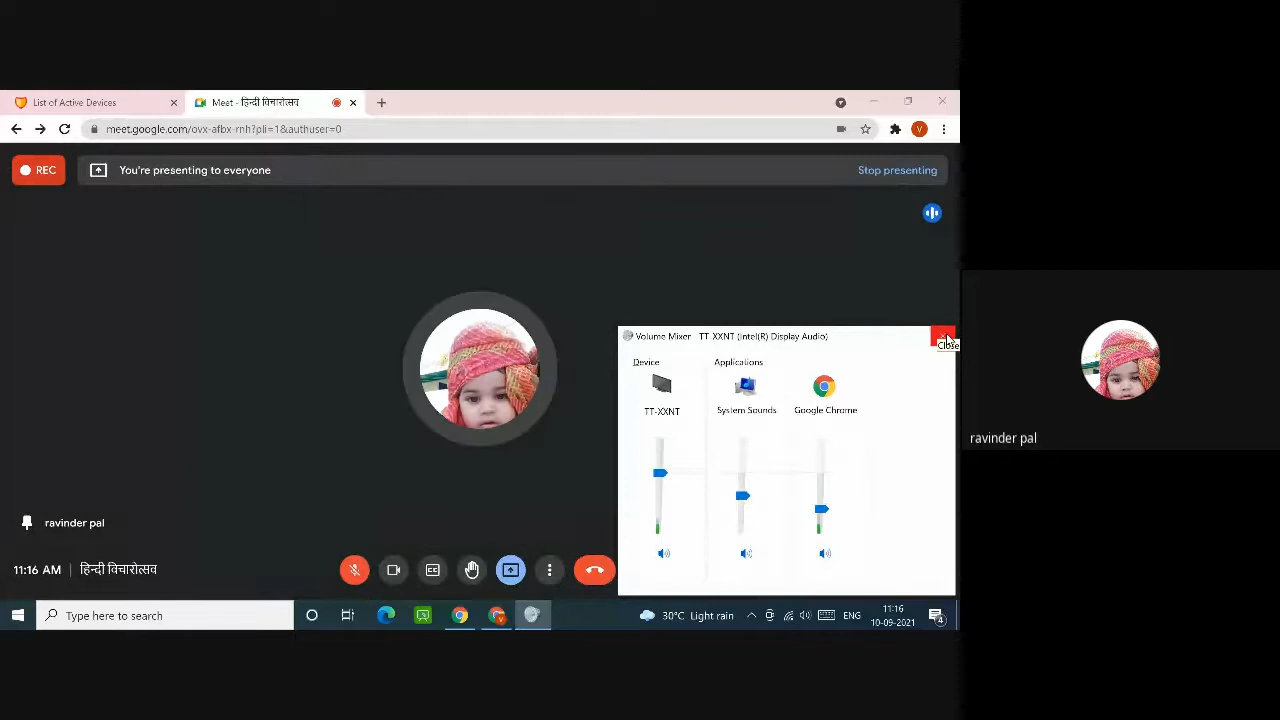 List of Active Devices
Meet - हिन्दी विचारोत्सव
meet.google.com/ovx-afbx-rnh?pli=1&authuser=0
V
REC
You're presenting to everyone
Stop presenting
Volume Mixer - TT-XXNT (Intel(R) Display Audio)
Close
Device
Applications
TT-XXNT
System Sounds
Google Chrome
ravinder pal
ravinder pal
11:16 AM | हिन्दी विचारोत्सव
CC
Type here to search
30°C Light rain
ENG
11:16
10-09-2021
4